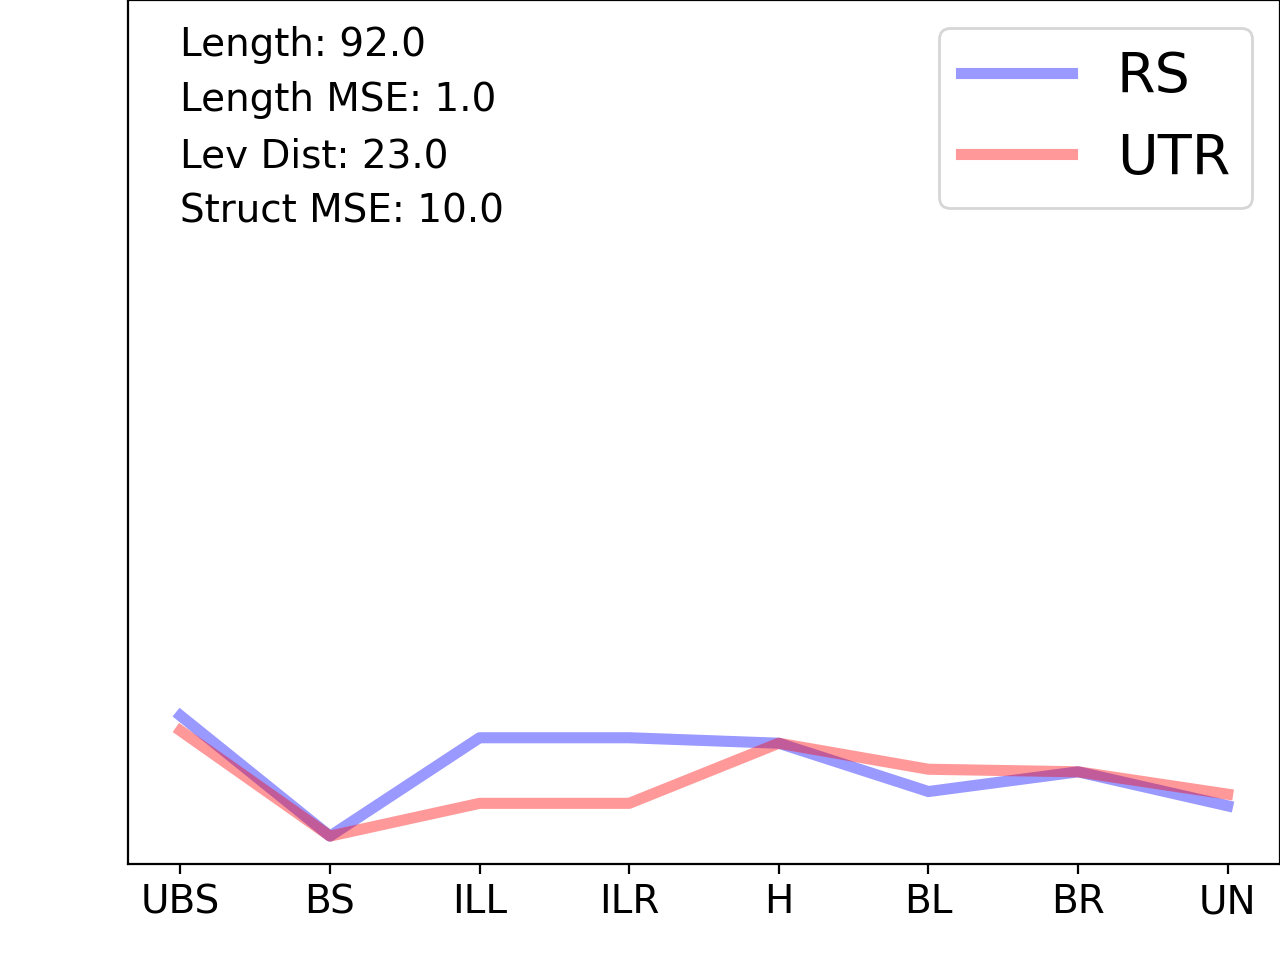 Length: 92.0
Length MSE: 1.0
Lev Dist: 23.0
Struct MSE: 10.0
RS
UTR
UBS BS ILL ILR H BL BR UN